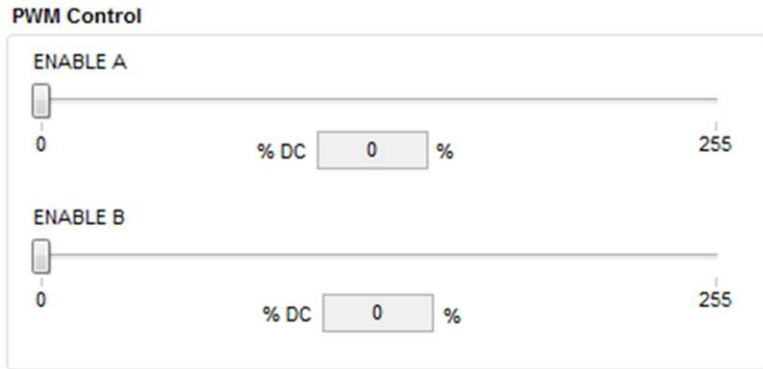 PWM Control
ENABLE A
0 255
% DC 0 %
ENABLE B
0 255
% DC 0 %